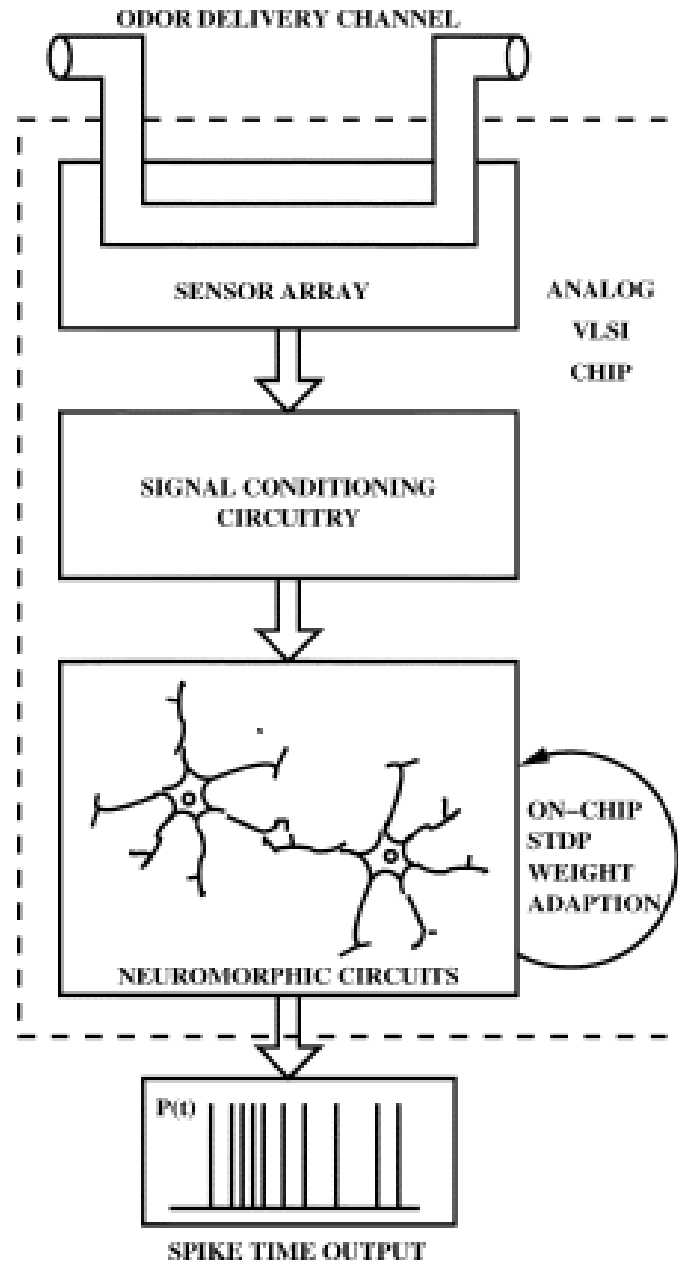 ODOR DELIVERY CHANNEL
SENSOR ARRAY
ANALOG
VLSI
CHIP
SIGNAL CONDITIONING
CIRCUITRY
ON–CHIP
STDP
WEIGHT
ADAPTION
NEUROMORPHIC CIRCUITS
P(t)
SPIKE TIME OUTPUT